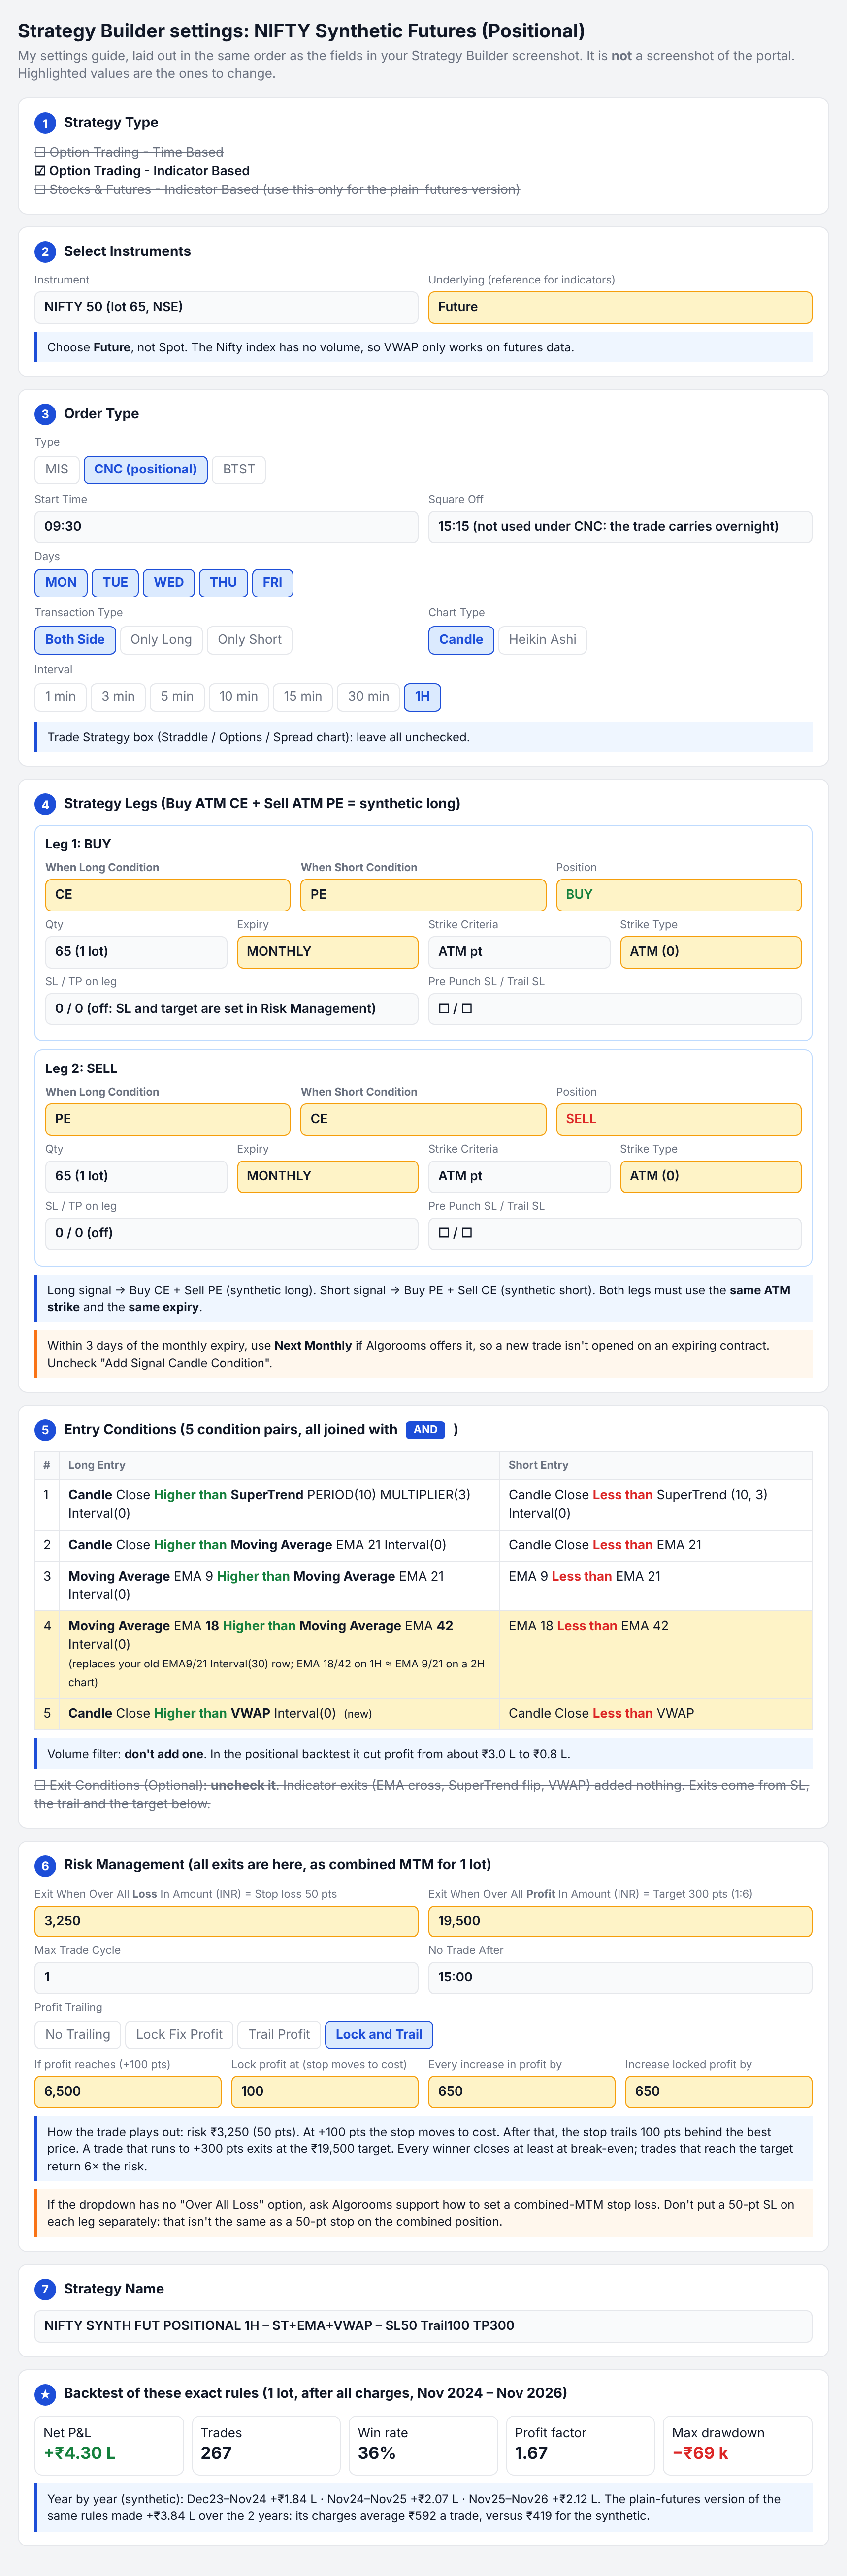 Strategy Builder settings: NIFTY Synthetic Futures (Positional)
My settings guide, laid out in the same order as the fields in your Strategy Builder screenshot. It is not a screenshot of the portal.
Highlighted values are the ones to change.
1 Strategy Type
☐ Option Trading - Time Based
☑ Option Trading - Indicator Based
☐ Stocks & Futures - Indicator Based (use this only for the plain-futures version)
2 Select Instruments
Instrument Underlying (reference for indicators)
NIFTY 50 (lot 65, NSE) Future
Choose Future, not Spot. The Nifty index has no volume, so VWAP only works on futures data.
3 Order Type
Type
MIS CNC (positional) BTST
Start Time Square Off
09:30 15:15 (not used under CNC: the trade carries overnight)
Days
MON TUE WED THU FRI
Transaction Type Chart Type
Both Side Only Long Only Short Candle Heikin Ashi
Interval
1 min 3 min 5 min 10 min 15 min 30 min 1H
Trade Strategy box (Straddle / Options / Spread chart): leave all unchecked.
4 Strategy Legs (Buy ATM CE + Sell ATM PE = synthetic long)
Leg 1: BUY
When Long Condition When Short Condition Position
CE PE BUY
Qty Expiry Strike Criteria Strike Type
65 (1 lot) MONTHLY ATM pt ATM (0)
SL / TP on leg Pre Punch SL / Trail SL
0 / 0 (off: SL and target are set in Risk Management) ☐ / ☐
Leg 2: SELL
When Long Condition When Short Condition Position
PE CE SELL
Qty Expiry Strike Criteria Strike Type
65 (1 lot) MONTHLY ATM pt ATM (0)
SL / TP on leg Pre Punch SL / Trail SL
0 / 0 (off) ☐ / ☐
Long signal → Buy CE + Sell PE (synthetic long). Short signal → Buy PE + Sell CE (synthetic short). Both legs must use the same ATM
strike and the same expiry.
Within 3 days of the monthly expiry, use Next Monthly if Algorooms offers it, so a new trade isn't opened on an expiring contract.
Uncheck "Add Signal Candle Condition".
5 Entry Conditions (5 condition pairs, all joined with AND )
# Long Entry Short Entry
1 Candle Close Higher than SuperTrend PERIOD(10) MULTIPLIER(3) Candle Close Less than SuperTrend (10, 3)
Interval(0) Interval(0)
2 Candle Close Higher than Moving Average EMA 21 Interval(0) Candle Close Less than EMA 21
3 Moving Average EMA 9 Higher than Moving Average EMA 21 EMA 9 Less than EMA 21
Interval(0)
4 Moving Average EMA 18 Higher than Moving Average EMA 42 EMA 18 Less than EMA 42
Interval(0)
(replaces your old EMA9/21 Interval(30) row; EMA 18/42 on 1H ≈ EMA 9/21 on a 2H
chart)
5 Candle Close Higher than VWAP Interval(0) (new) Candle Close Less than VWAP
Volume filter: don't add one. In the positional backtest it cut profit from about ₹3.0 L to ₹0.8 L.
☐ Exit Conditions (Optional): uncheck it. Indicator exits (EMA cross, SuperTrend flip, VWAP) added nothing. Exits come from SL,
the trail and the target below.
6 Risk Management (all exits are here, as combined MTM for 1 lot)
Exit When Over All Loss In Amount (INR) = Stop loss 50 pts Exit When Over All Profit In Amount (INR) = Target 300 pts (1:6)
3,250 19,500
Max Trade Cycle No Trade After
1 15:00
Profit Trailing
No Trailing Lock Fix Profit Trail Profit Lock and Trail
If profit reaches (+100 pts) Lock profit at (stop moves to cost) Every increase in profit by Increase locked profit by
6,500 100 650 650
How the trade plays out: risk ₹3,250 (50 pts). At +100 pts the stop moves to cost. After that, the stop trails 100 pts behind the best
price. A trade that runs to +300 pts exits at the ₹19,500 target. Every winner closes at least at break-even; trades that reach the target
return 6× the risk.
If the dropdown has no "Over All Loss" option, ask Algorooms support how to set a combined-MTM stop loss. Don't put a 50-pt SL on
each leg separately: that isn't the same as a 50-pt stop on the combined position.
7 Strategy Name
NIFTY SYNTH FUT POSITIONAL 1H – ST+EMA+VWAP – SL50 Trail100 TP300
★ Backtest of these exact rules (1 lot, after all charges, Nov 2024 – Nov 2026)
Net P&L Trades Win rate Profit factor Max drawdown
+₹4.30 L 267 36% 1.67 −₹69 k
Year by year (synthetic): Dec23–Nov24 +₹1.84 L · Nov24–Nov25 +₹2.07 L · Nov25–Nov26 +₹2.12 L. The plain-futures version of the
same rules made +₹3.84 L over the 2 years: its charges average ₹592 a trade, versus ₹419 for the synthetic.